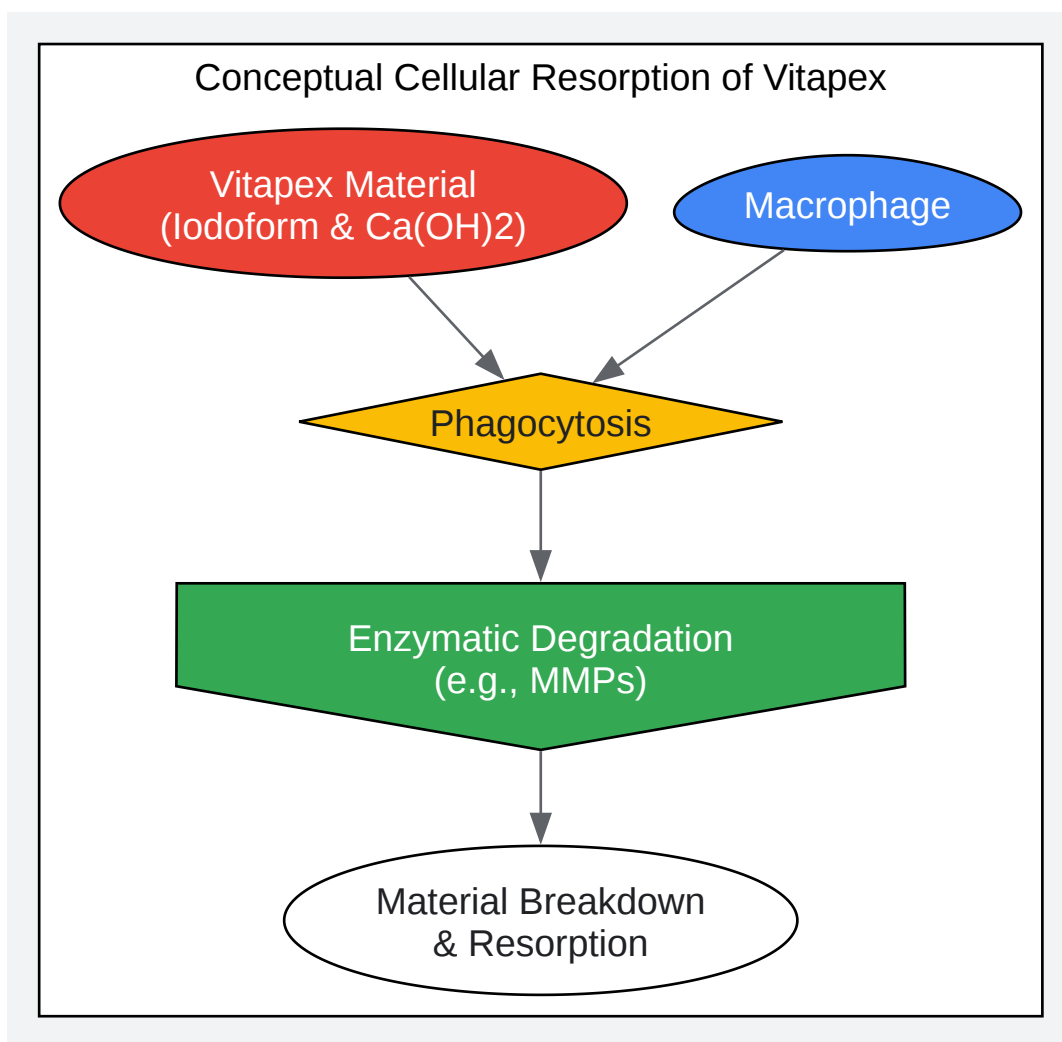 Conceptual Cellular Resorption of Vitapex
Vitapex Material
(Iodoform & Ca(OH)2)
Macrophage
Phagocytosis
Enzymatic Degradation
(e.g., MMPs)
Material Breakdown
& Resorption